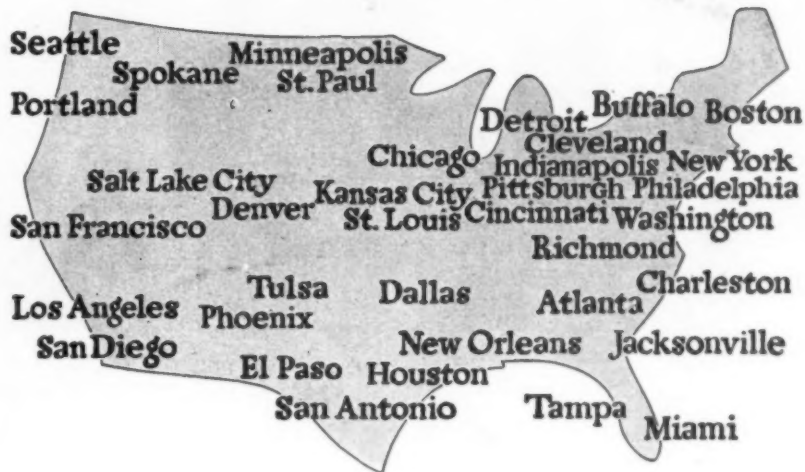 Seattle
Minneapolis
Spokane
St. Paul
Portland
Detroit
Buffalo
Boston
Cleveland
Chicago
Indianapolis
New York
Salt Lake City
Kansas City
Pittsburgh
Philadelphia
Denver
St. Louis
Cincinnati
Washington
San Francisco
Richmond
Tulsa
Dallas
Charleston
Los Angeles
Phoenix
Atlanta
San Diego
New Orleans
Jacksonville
El Paso
Houston
San Antonio
Tampa
Miami